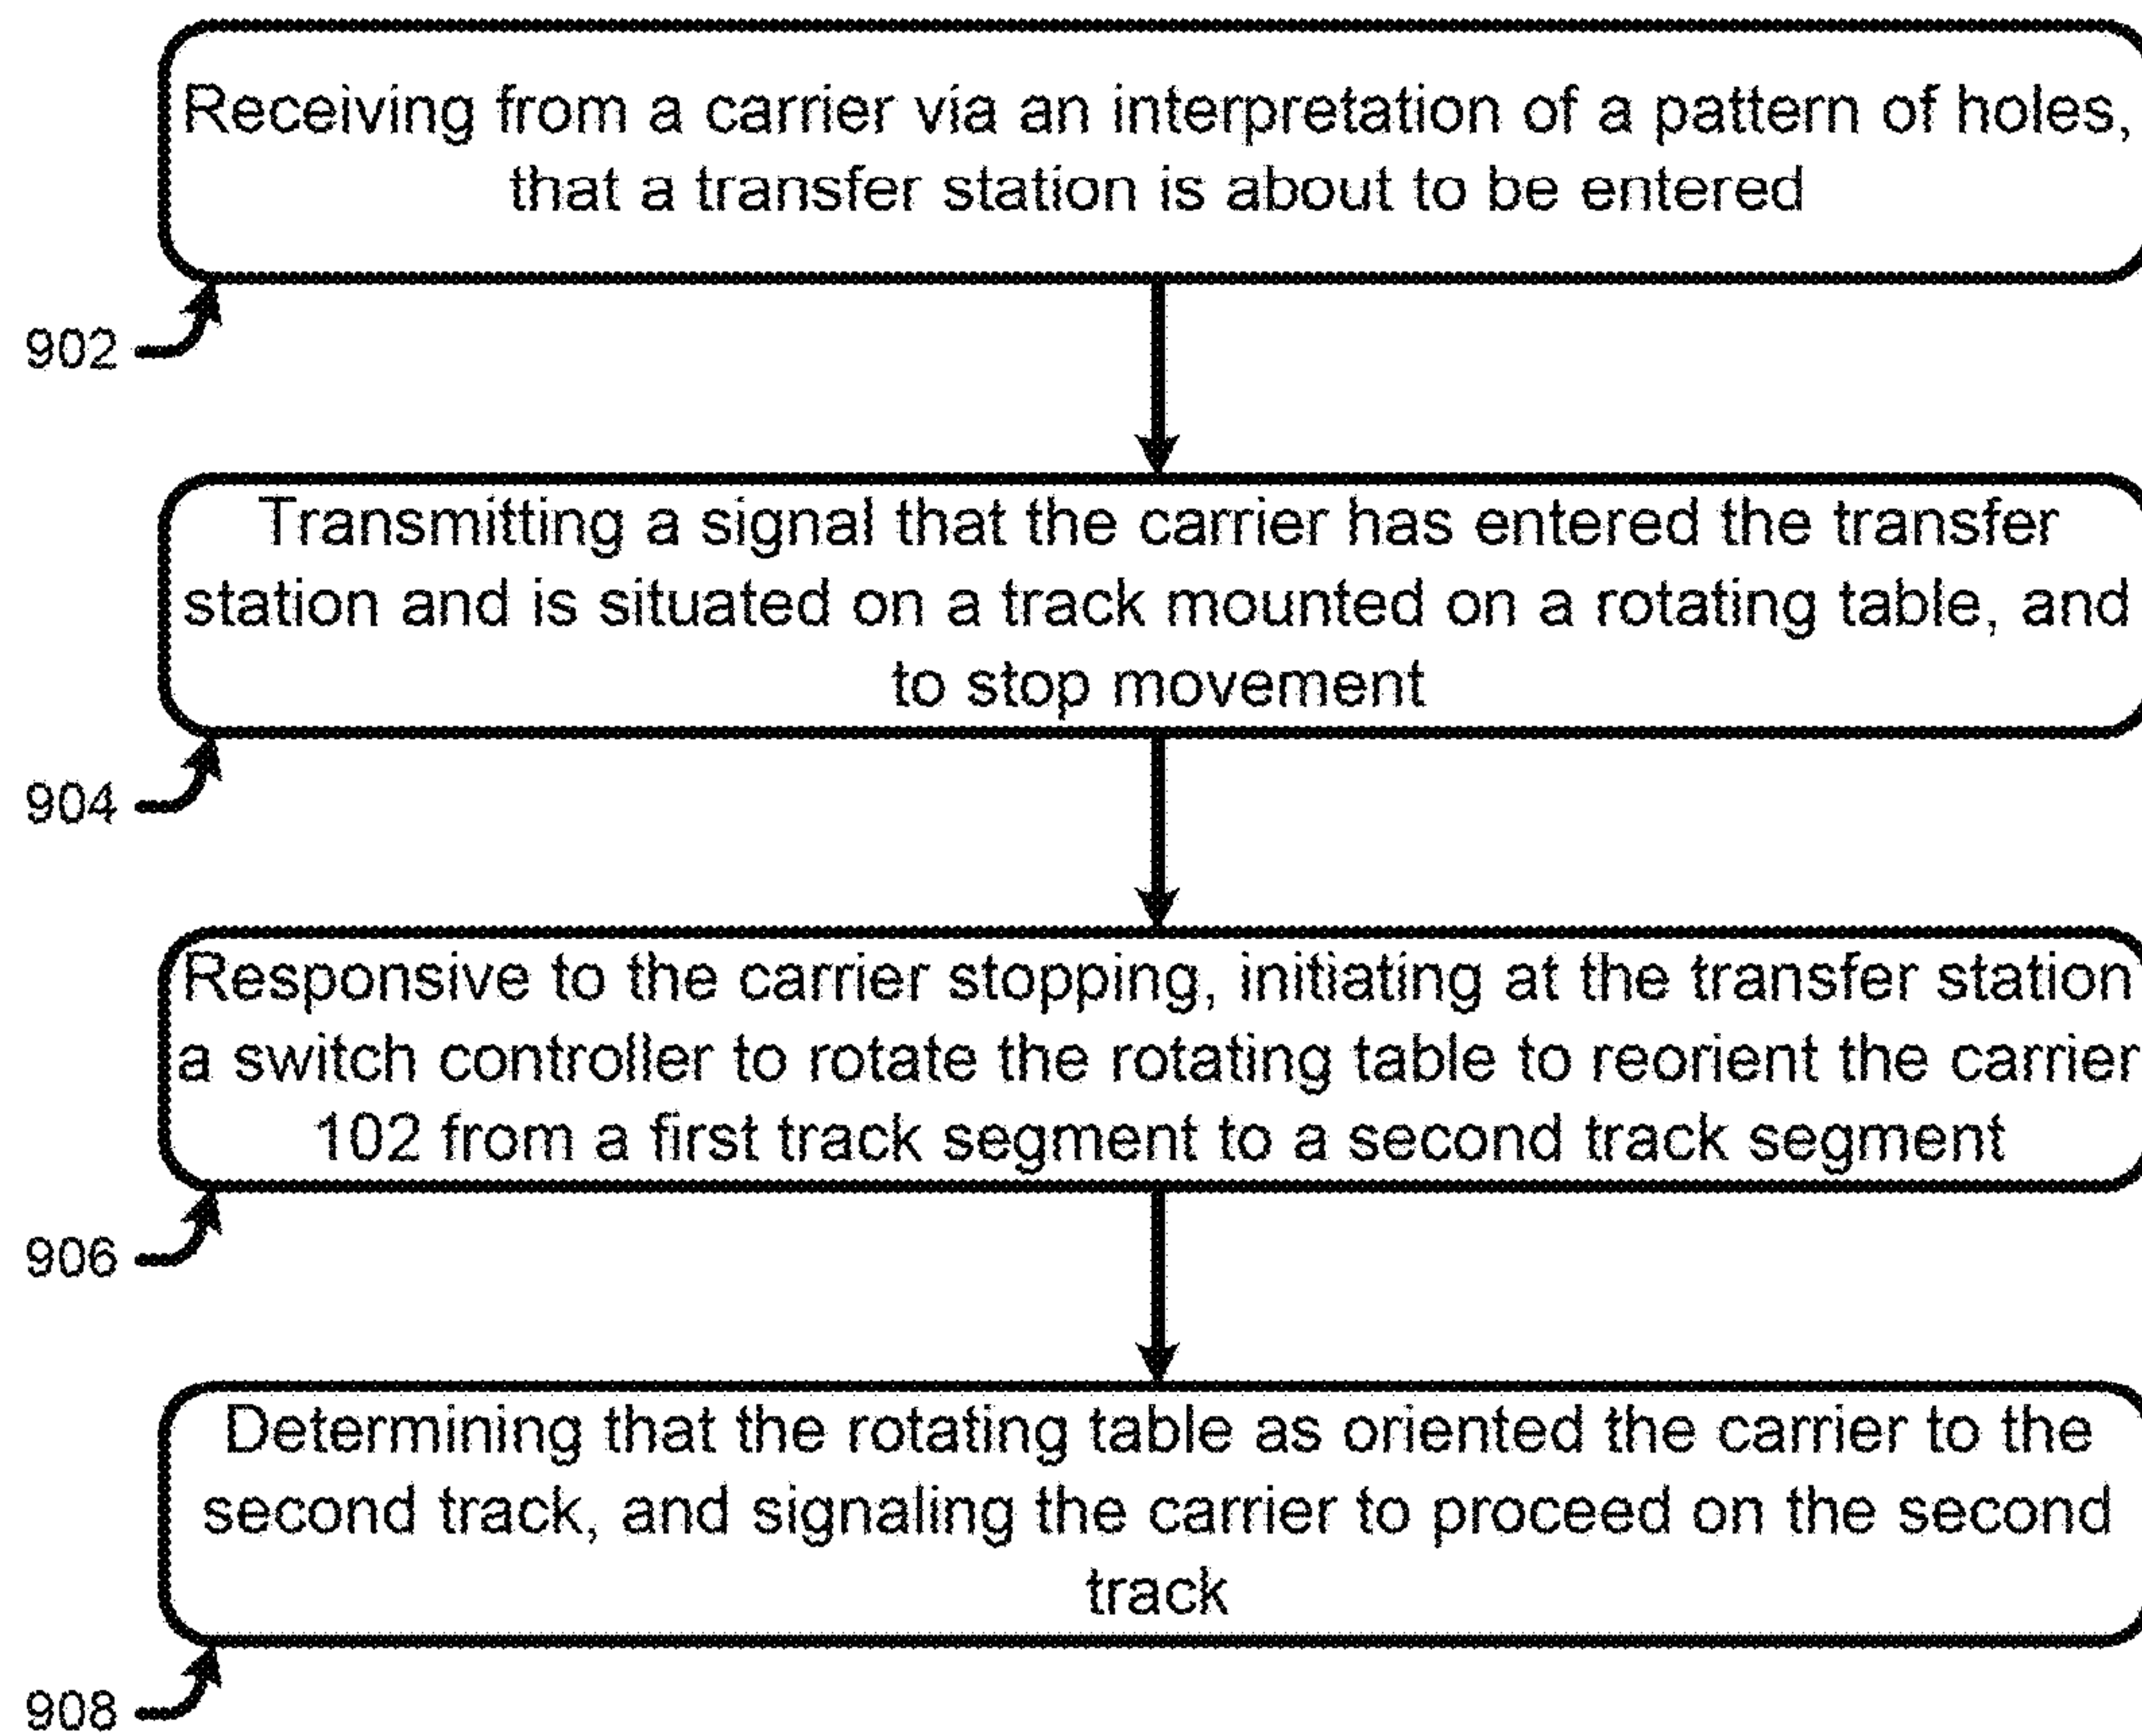 Receiving from a carrier via an interpretation of a pattern of holes,
that a transfer station is about to be entered
902
Transmitting a signal that the carrier has entered the transfer
station and is situated on a track mounted on a rotating table, and
to stop movement
904
Responsive to the carrier stopping, initiating at the transfer station
a switch controller to rotate the rotating table to reorient the carrier
102 from a first track segment to a second track segment
906
Determining that the rotating table as oriented the carrier to the
second track, and signaling the carrier to proceed on the second
track
908